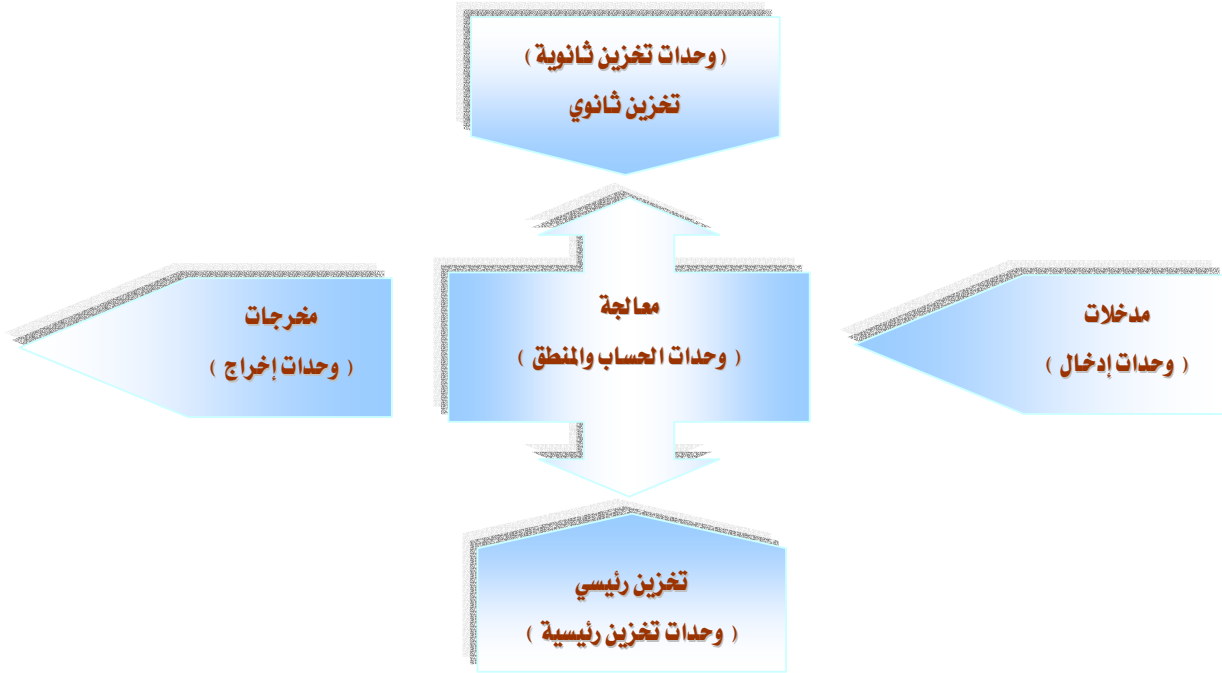 (وحدات تخزين ثانوية)
تخزين ثانوي
مدخلات
( وحدات إدخال )
معالجة
( وحدات الحساب والمنطق )
مخرجات
( وحدات إخراج )
تخزين رئيسي
( وحدات تخزين رئيسية )